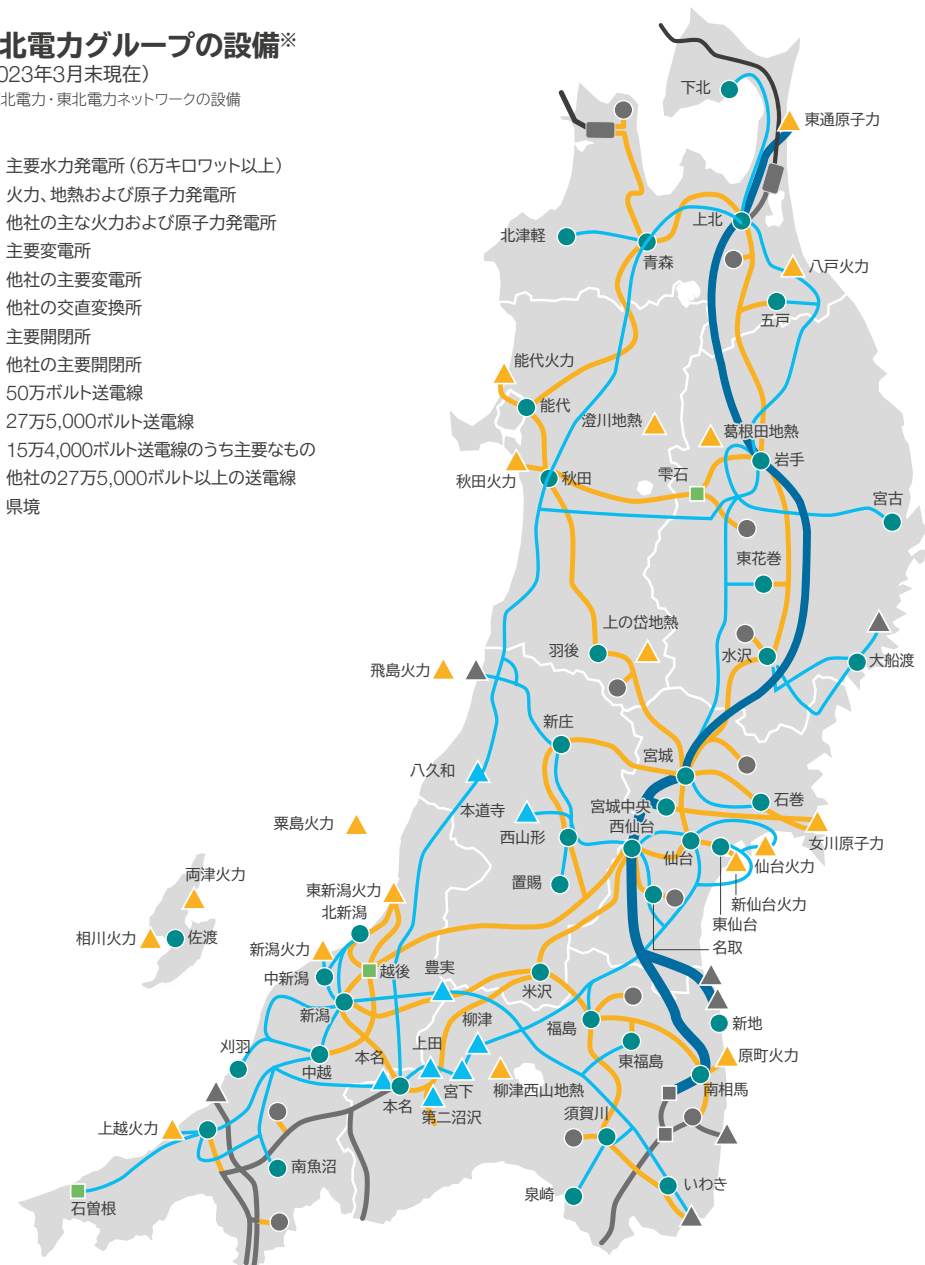 北電力グループの設備※
023年3月末現在）
北電力・東北電力ネットワークの設備
主要水力発電所（6万キロワット以上）
火力、地熱および原子力発電所
他社の主な火力および原子力発電所
主要変電所
他社の主要変電所
他社の交直変換所
主要開閉所
他社の主要開閉所
50万ボルト送電線
27万5,000ボルト送電線
15万4,000ボルト送電線のうち主要なもの
他社の27万5,000ボルト以上の送電線
県境
下北
東通原子力
上北
北津軽
青森
八戸火力
五戸
能代火力
能代
澄川地熱
葛根田地熱
岩手
秋田火力
秋田
雫石
宮古
東花巻
上の岱地熱
羽後
水沢
大船渡
飛島火力
新庄
宮城
八久和
本道寺
宮城中央
石巻
粟島火力
西山形
西仙台
女川原子力
仙台
仙台火力
両津火力
置賜
東新潟火力
新仙台火力
北新潟
東仙台
相川火力
佐渡
名取
新潟火力
越後
豊実
中新潟
米沢
新潟
柳津
福島
新地
刈羽
上田
本名
東福島
原町火力
中越
宮下
柳津西山地熱
南相馬
本名
第二沼沢
須賀川
上越火力
南魚沼
いわき
泉崎
石曽根